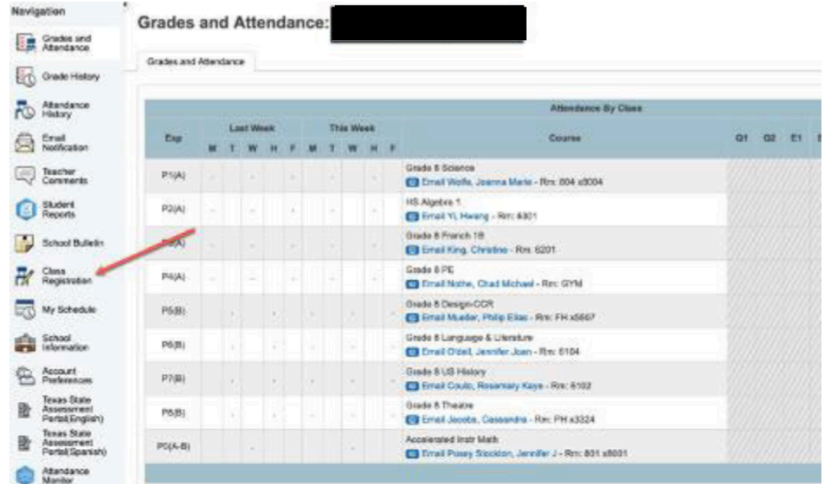 Navigation
Grades and
Attendance
Grade History
Attendance
History
Email
Notification
Teacher
Comments
Student
Reports
School Bulletin
Class
Registration
My Schedule
School
Information
Account
Preferences
Texas State
Assessment
Portal(English)
Texas State
Assessment
Portal(Spanish)
Attendance
Monitor
Grades and Attendance:
Grades and Attendance
Attendance By Class
Exp Last Week This Week Course Q1 Q2 E1
M T W H F M T W H F
P1(A) Grade 8 Science
Email Wolfe, Joanna Marie - Rm: 804 x8004
P2(A) HS Algebra 1
Email Yi, Hwang - Rm: 6301
Grade 8 French 1B
Email King, Christine - Rm: 6201
P4(A) Grade 8 PE
Email Nothe, Chad Michael - Rm: GYM
P5(B) Grade 8 Design-CCR
Email Mueller, Philip Elias - Rm: FH
P6(B) Grade 8 Language & Literature
Email Odell, Jennifer Joan - Rm: 6104
P7(B) Grade 8 US History
Email Couto, Rosemary Kaye - Rm: 6102
P8(B) Grade 8 Theatre
Email Jacobs, Cassandra - Rm: PH x3324
Accelerated Instr Math
Email Posey Stockton, Jennifer J - Rm: 801 x8001